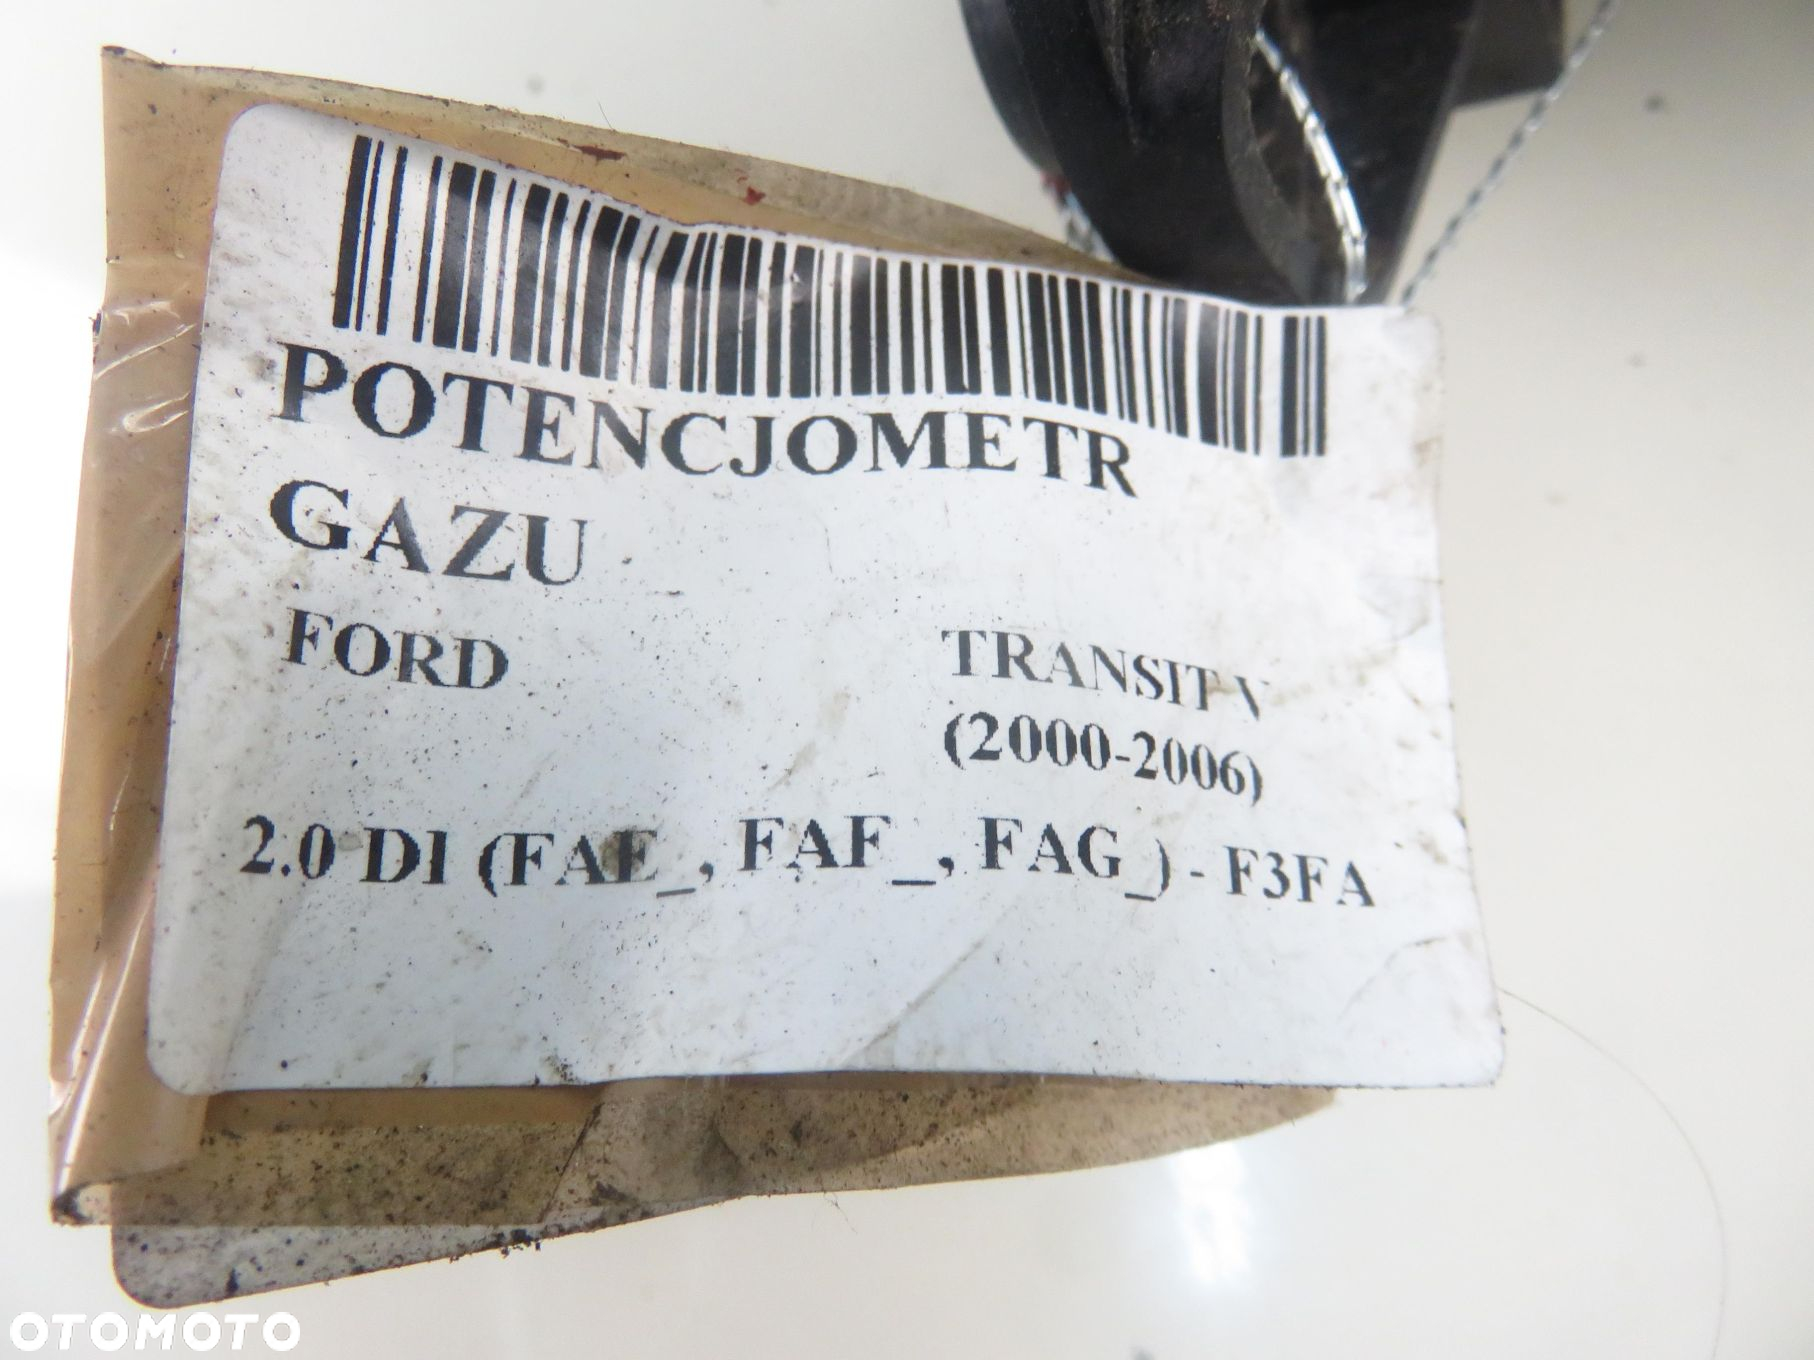 POTENCJOMETR
GAZU
FORD TRANSIT V
(2000-2006)
2.0 DI (FAE_, FAF_, FAG_) - F3FA
OTOMOTO